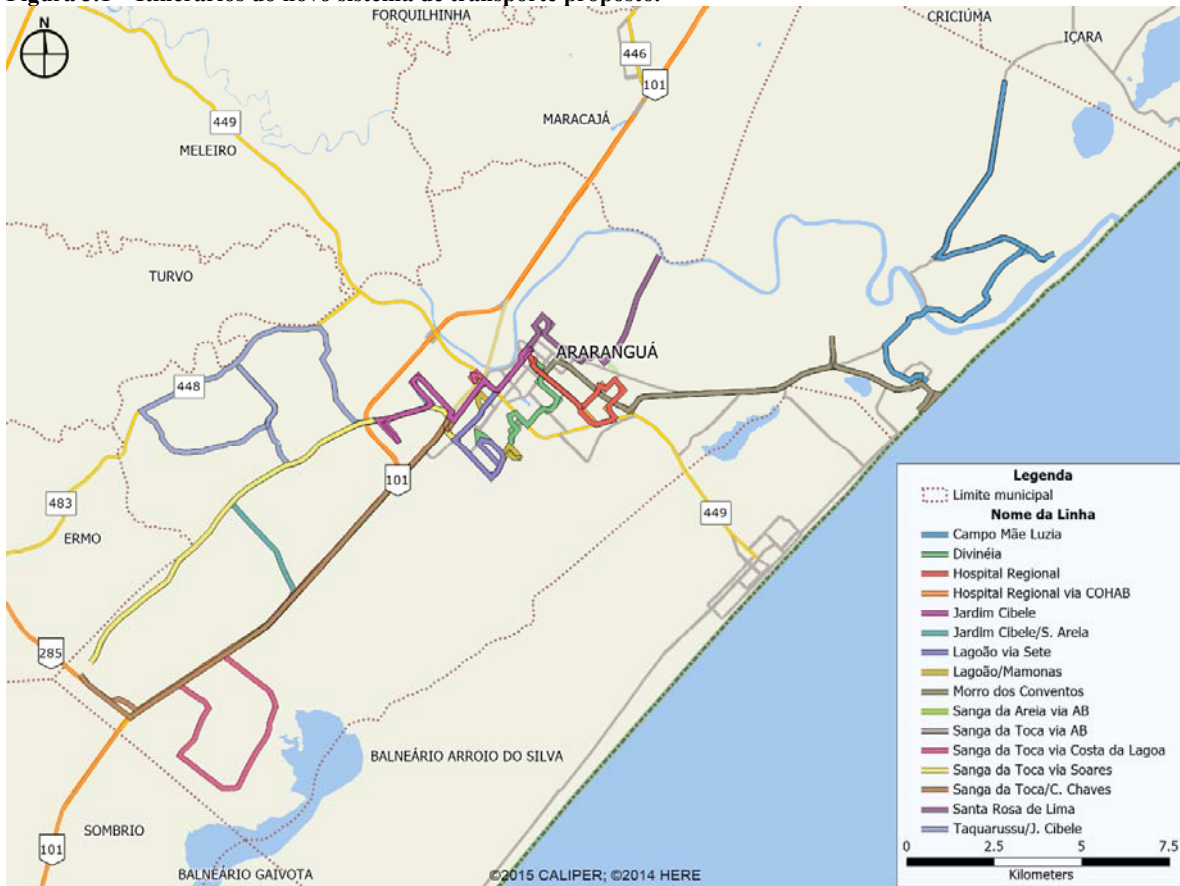 N
FORQUILHINHA
CRICIÚMA
IÇARA
446
101
449
MARACAJÁ
MELEIRO
TURVO
ARARANGUÁ
448
101
483
449
ERMO
285
BALNEÁRIO ARROIO DO SILVA
SOMBRIO
101
BALNEÁRIO GAIVOTA
©2015 CALIPER; ©2014 HERE
Legenda
Limite municipal
Nome da Linha
Campo Mãe Luzia
Divinéia
Hospital Regional
Hospital Regional via COHAB
Jardim Cibele
Jardim Cibele/S. Areia
Lagoão via Sete
Lagoão/Mamonas
Morro dos Conventos
Sanga da Areia via AB
Sanga da Toca via AB
Sanga da Toca via Costa da Lagoa
Sanga da Toca via Soares
Sanga da Toca/C. Chaves
Santa Rosa de Lima
Taquarussu/J. Cibele
0 2.5 5 7.5
Kilometers